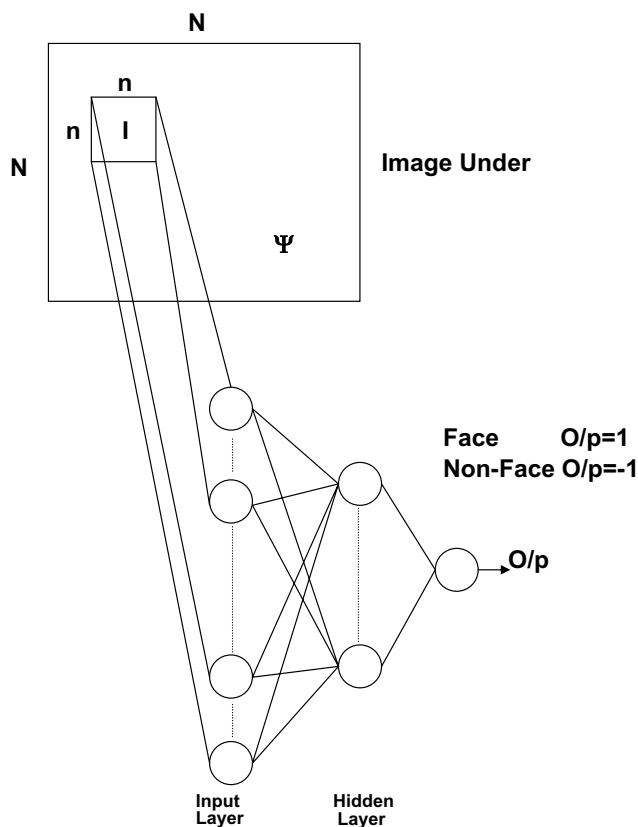 N
n
n I
N
Image Under
Ψ
Face O/p=1
Non-Face O/p=-1
O/p
Input
Layer
Hidden
Layer